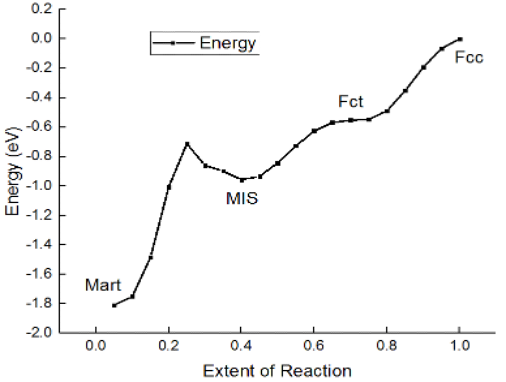 0.2
0.0
-0.2
-0.4
-0.6
-0.8
-1.0
-1.2
-1.4
-1.6
-1.8
-2.0
Energy (eV)
Energy
Fcc
Fct
MIS
Mart
0.0 0.2 0.4 0.6 0.8 1.0
Extent of Reaction